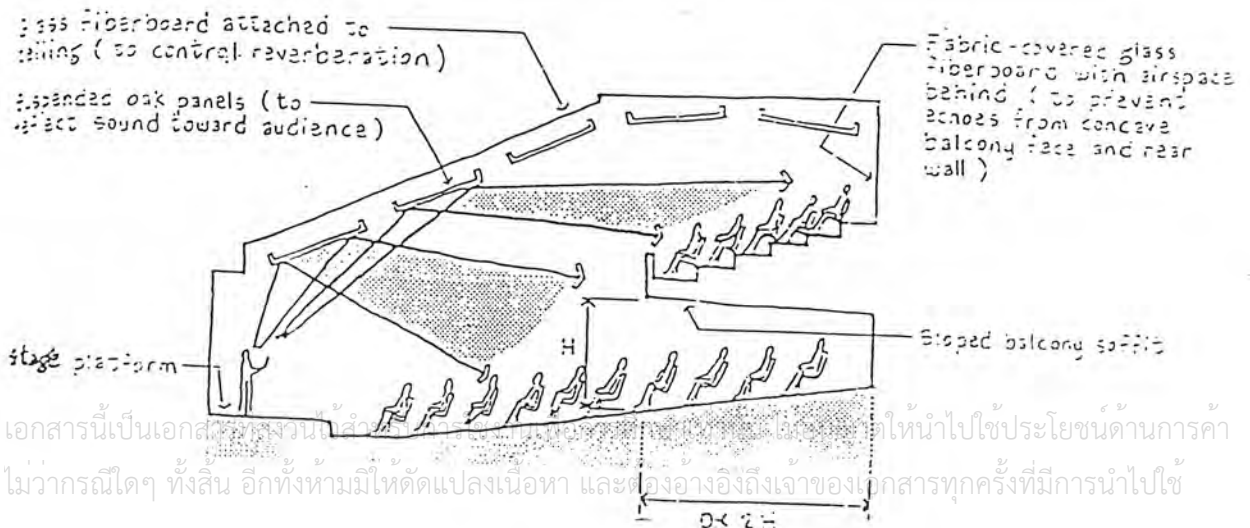 glass fiberboard attached to
ceiling (to control reverberation)
suspended oak panels (to
reflect sound toward audience)
Fabric-covered glass
fiberboard with airspace
behind (to prevent
echoes from concave
balcony face and rear
wall)
H
Sloped balcony soffit
stage platform
เอกสารนี้เป็นเอกสาร
ให้นำไปใช้ประโยชน์ด้านการค้า
ไม่ว่ากรณีใดๆ ทั้งสิ้น อีกทั้งห้ามมิให้ดัดแปลงเนื้อหา และต้องอ้างอิงถึงเจ้าของเอกสารทุกครั้งที่มีการนำไปใช้
D < 2H